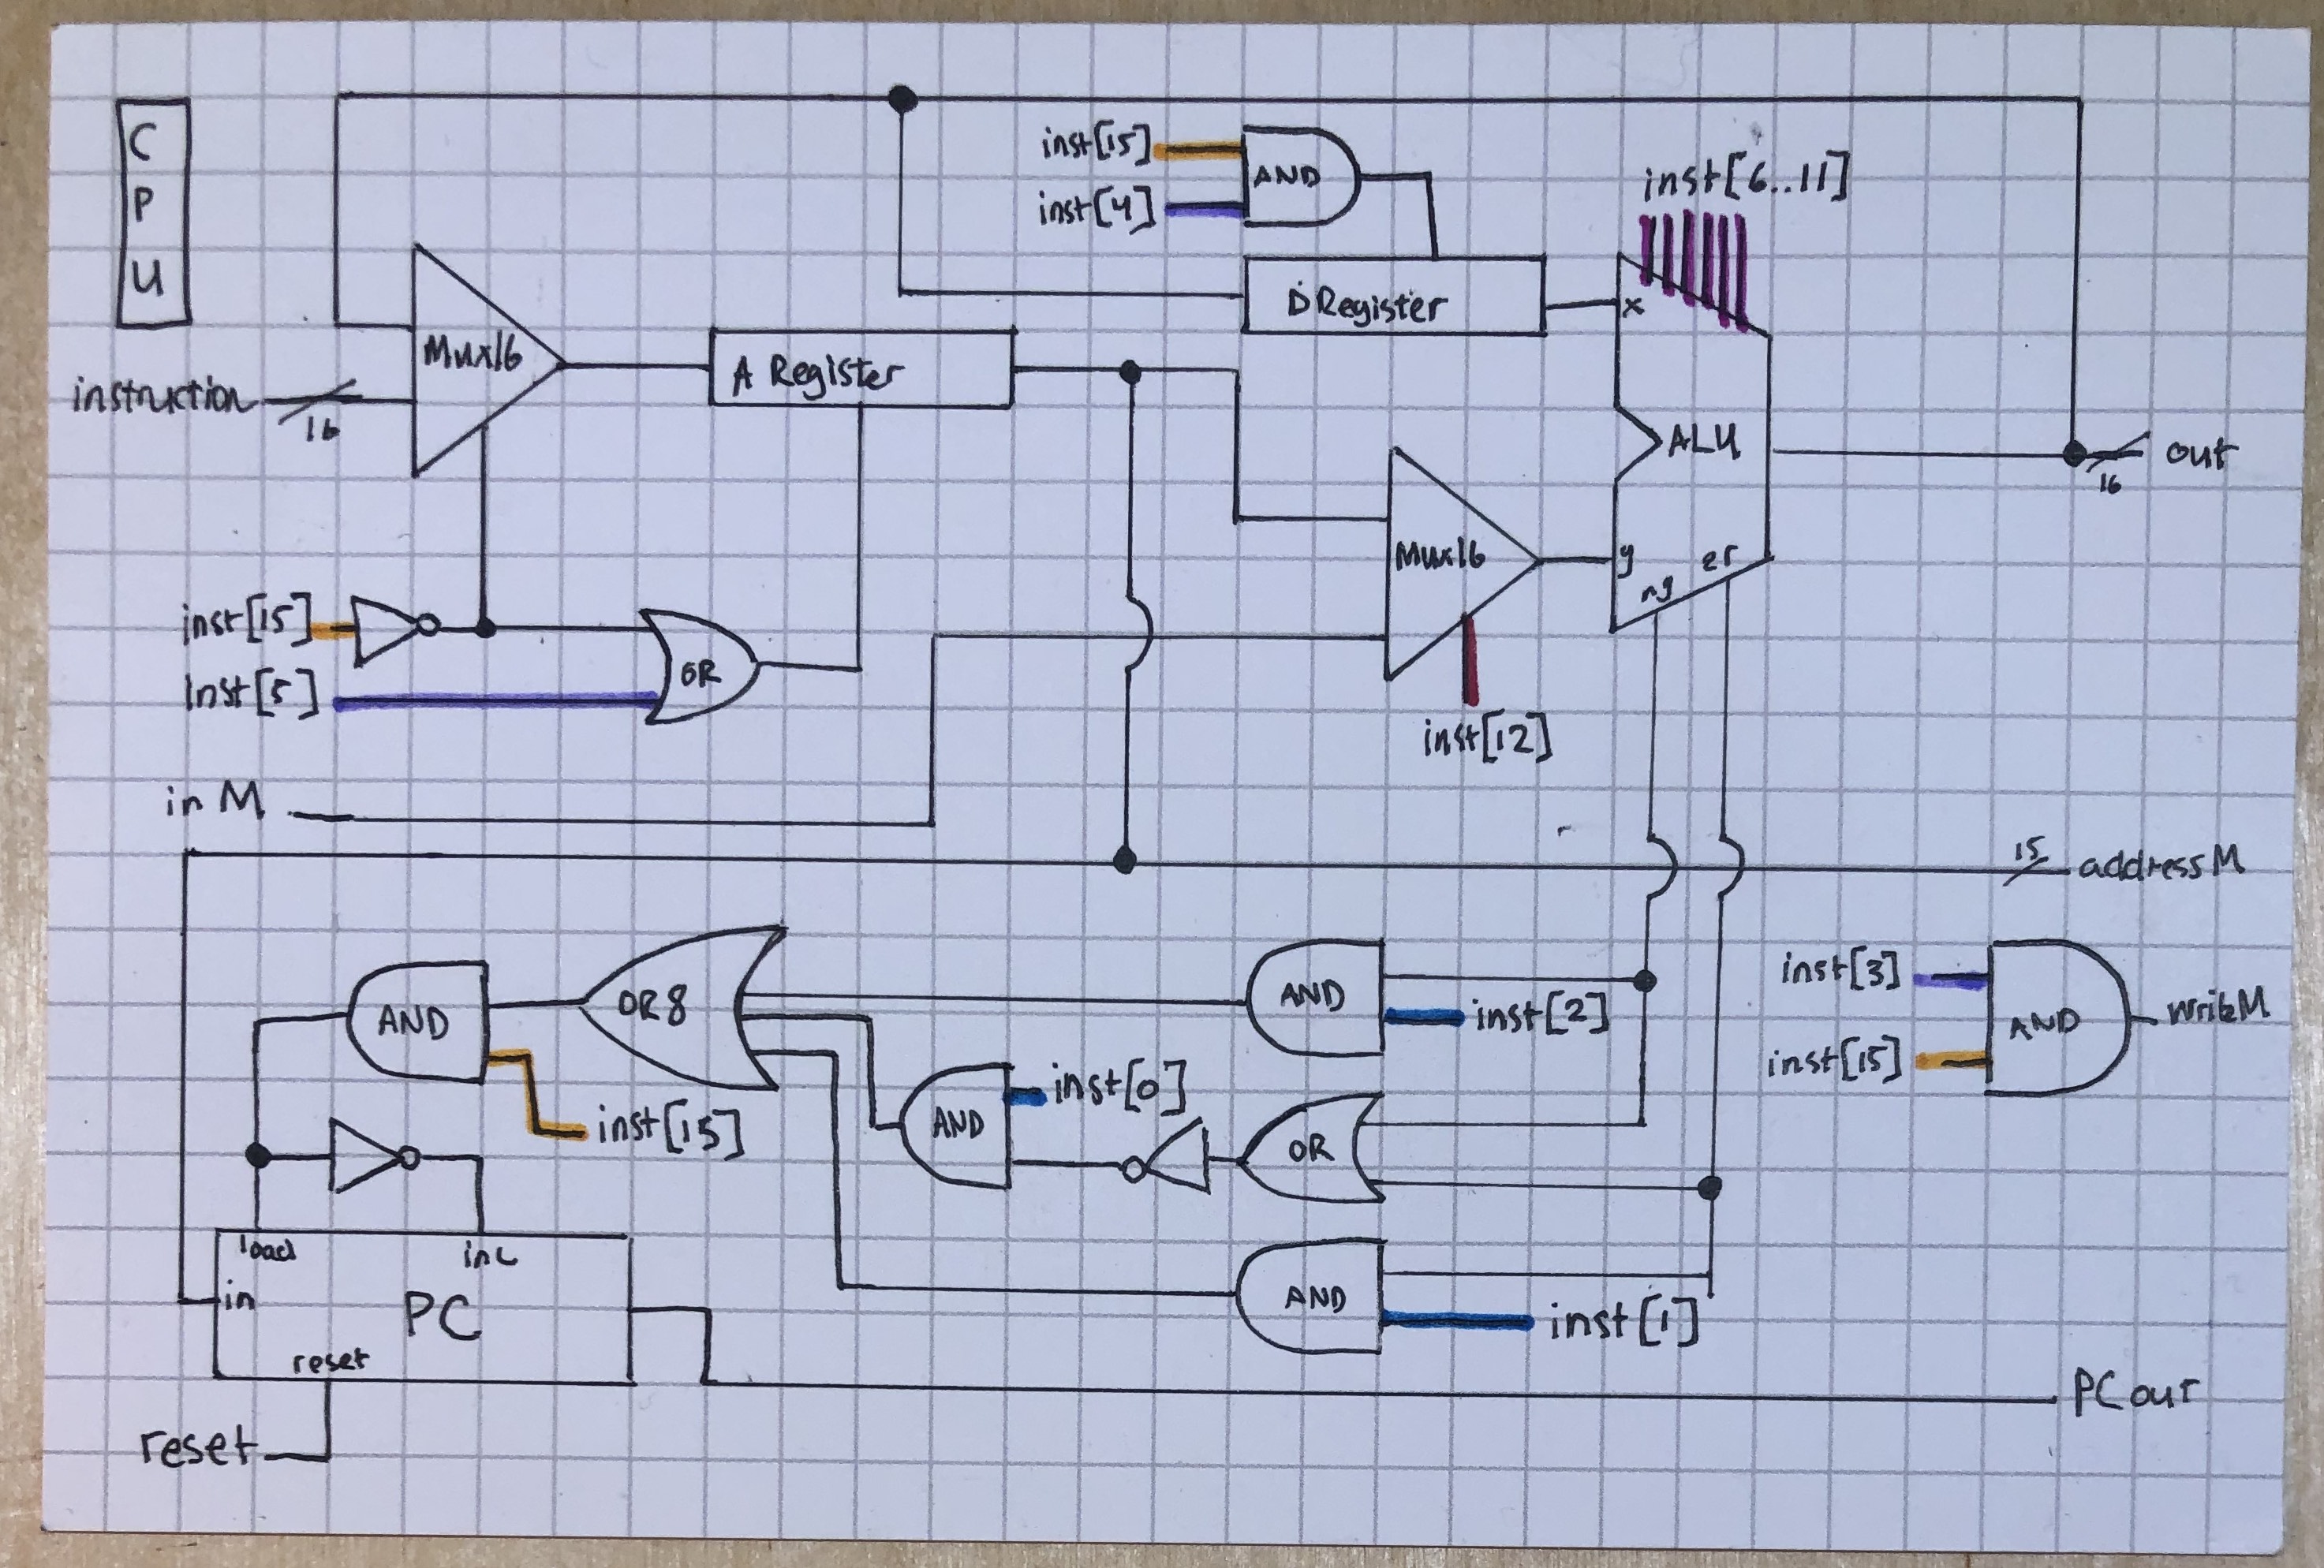 CPU
inst[15]
AND
inst[4]
inst[6..11]
Mux16
D Register
x
A Register
instruction
16
ALU
out
16
Mux16
y
zr
ng
inst[15]
OR
Inst[5]
inst[12]
in M
15
addressM
AND
OR8
AND
inst[2]
inst[3]
AND
writeM
inst[15]
inst[15]
AND
inst[0]
OR
load
inc
in
PC
AND
inst[1]
reset
PC out
reset